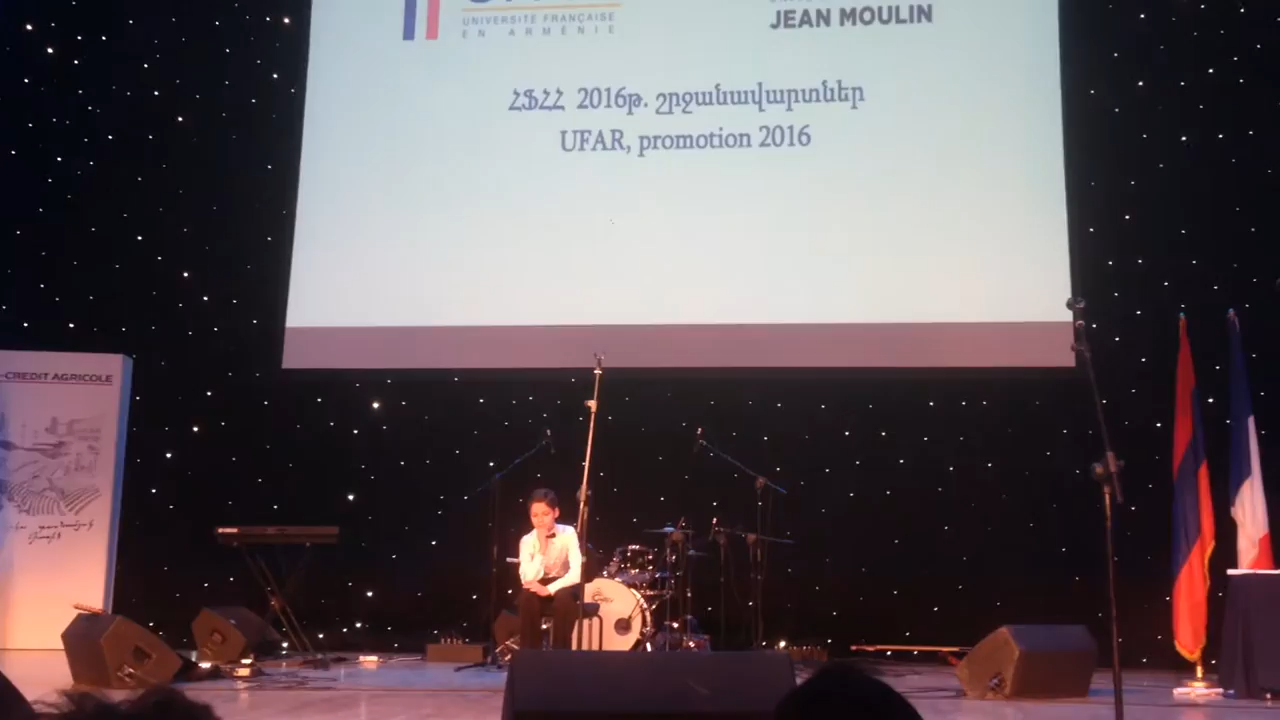 UNIVERSITÉ FRANÇAISE
EN ARMÉNIE
JEAN MOULIN
ՀՖՀՀ 2016թ. շրջանավարտներ
UFAR, promotion 2016
CREDIT AGRICOLE